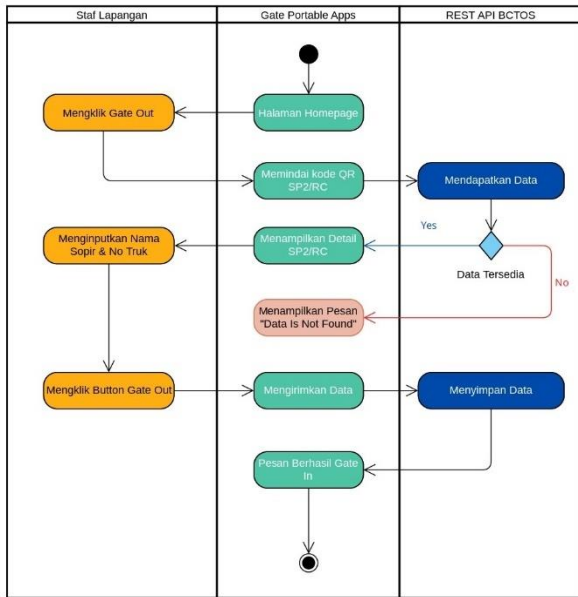 Staf Lapangan
Gate Portable Apps
REST API BCTOS
Mengklik Gate Out
Halaman Homepage
Memindai kode QR
SP2/RC
Mendapatkan Data
Menginputkan Nama
Sopir & No Truk
Menampilkan Detail
SP2/RC
Yes
Data Tersedia
No
Menampilkan Pesan
"Data Is Not Found"
Mengklik Button Gate Out
Mengirimkan Data
Menyimpan Data
Pesan Berhasil Gate
In